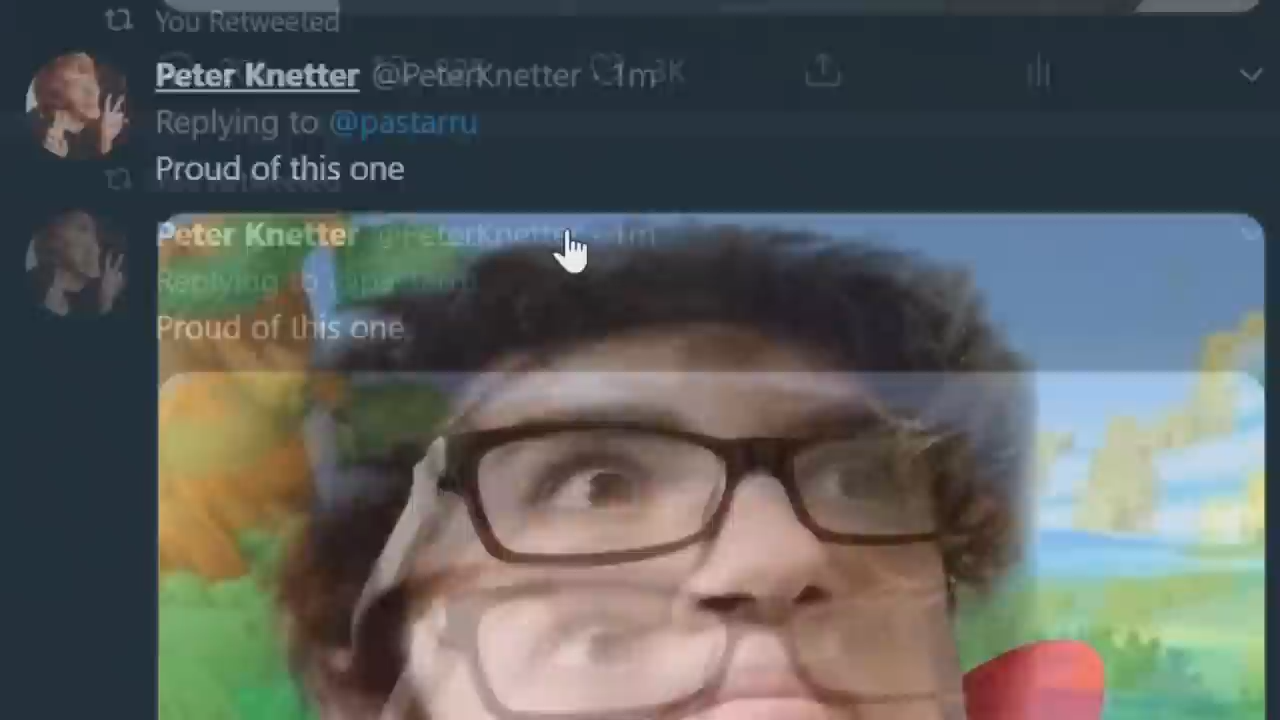 You Retweeted
Peter Knetter @PeterKnetter · 1m
3K
Replying to @pastarru
Proud of this one
Peter Knetter @PeterKnetter · 1m
Replying to @pastarru
Proud of this one